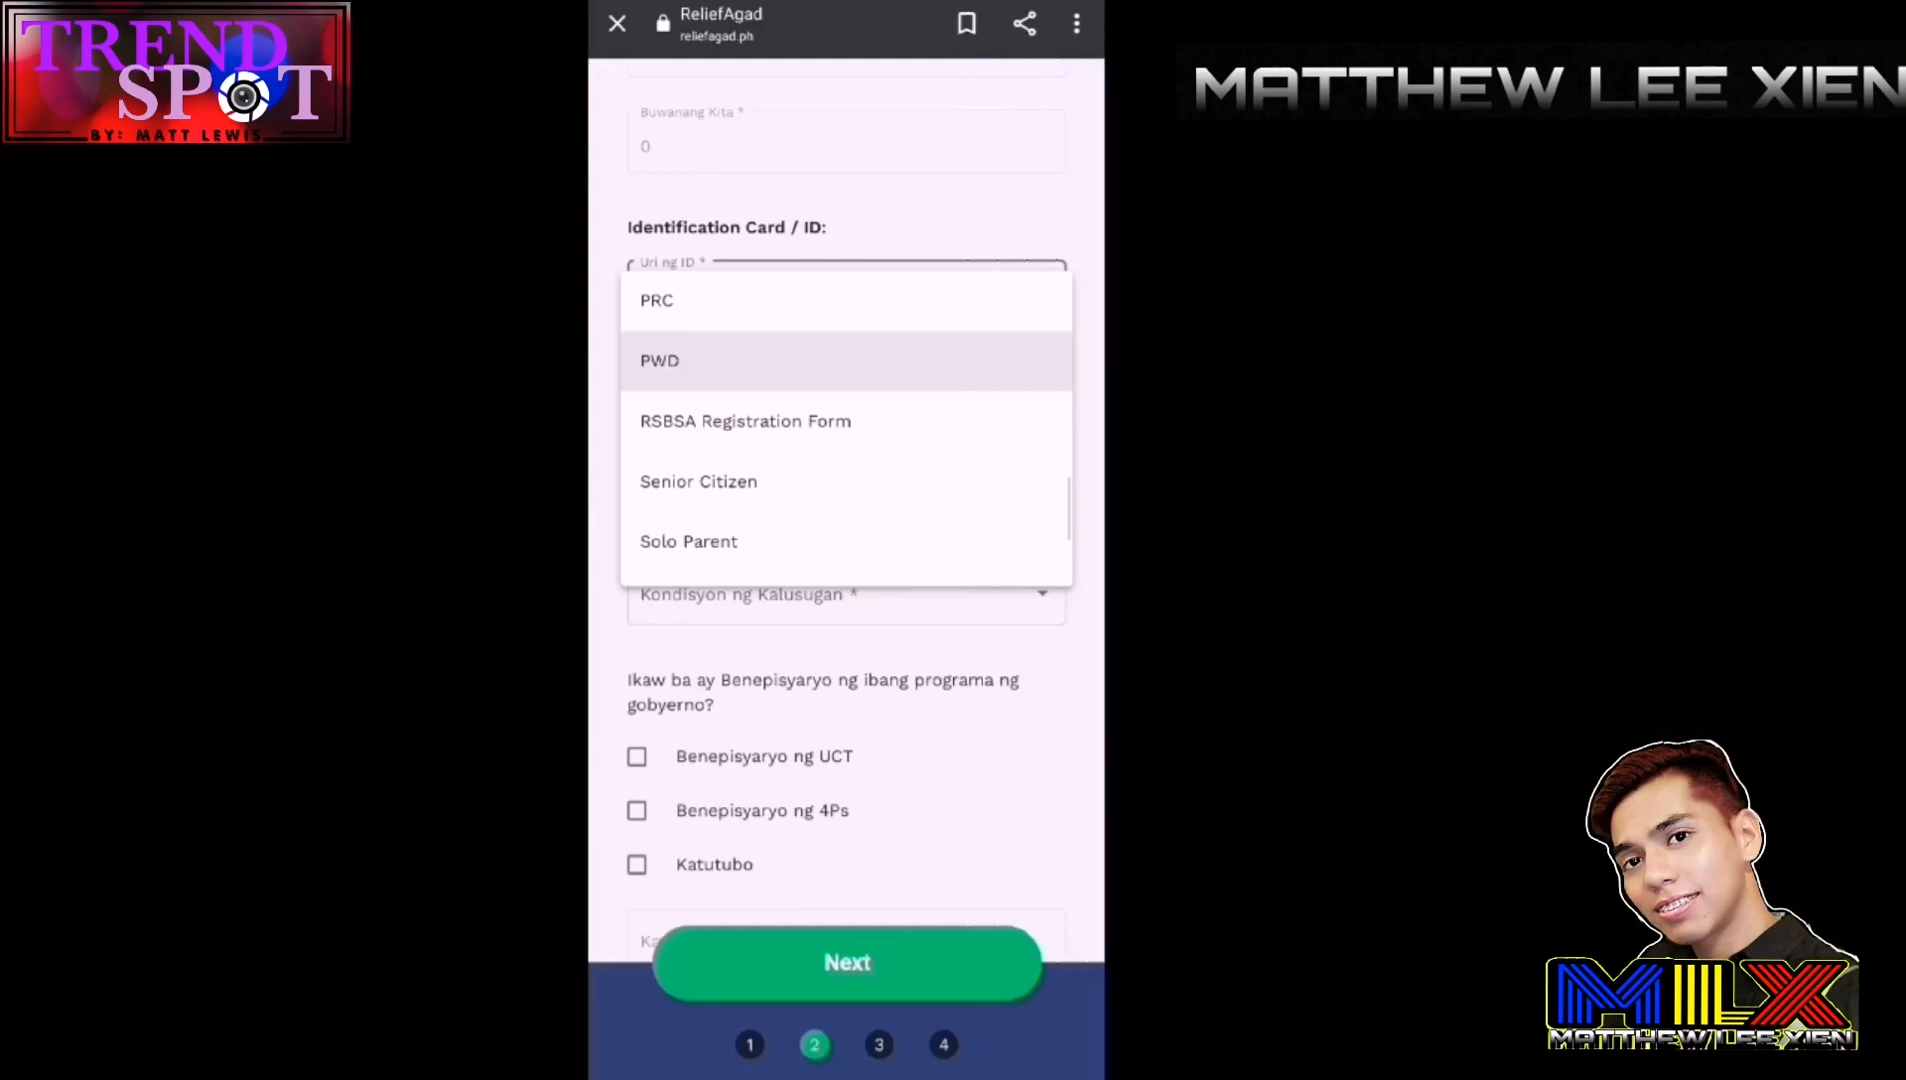 TREND
SPOT
BY: MATT LEWIS
MATTHEW LEE XIEN
ReliefAgad
reliefagad.ph
Buwanang Kita *
0
Identification Card / ID:
Uri ng ID *
PRC
PWD
RSBSA Registration Form
Senior Citizen
Solo Parent
Kondisyon ng Kalusugan *
Ikaw ba ay Benepisyaryo ng ibang programa ng
gobyerno?
Benepisyaryo ng UCT
Benepisyaryo ng 4Ps
Katutubo
Next
1 2 3 4
MLX
MATTHEW LEE XIEN